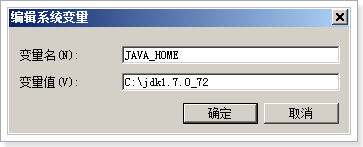 编辑系统变量
变量名(N):
JAVA_HOME
变量值(V):
C:\jdk1.7.0_72
确定
取消